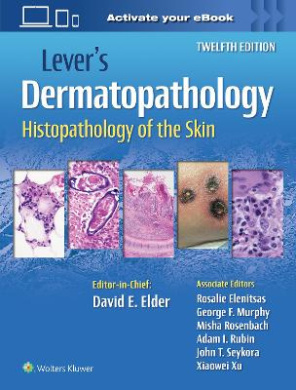 Activate your eBook
TWELFTH EDITION
Lever's
Dermatopathology
Histopathology of the Skin
Editor-in-Chief:
David E. Elder
Associate Editors
Rosalie Elenitsas
George F. Murphy
Misha Rosenbach
Adam I. Rubin
John T. Seykora
Xiaowei Xu
Wolters Kluwer